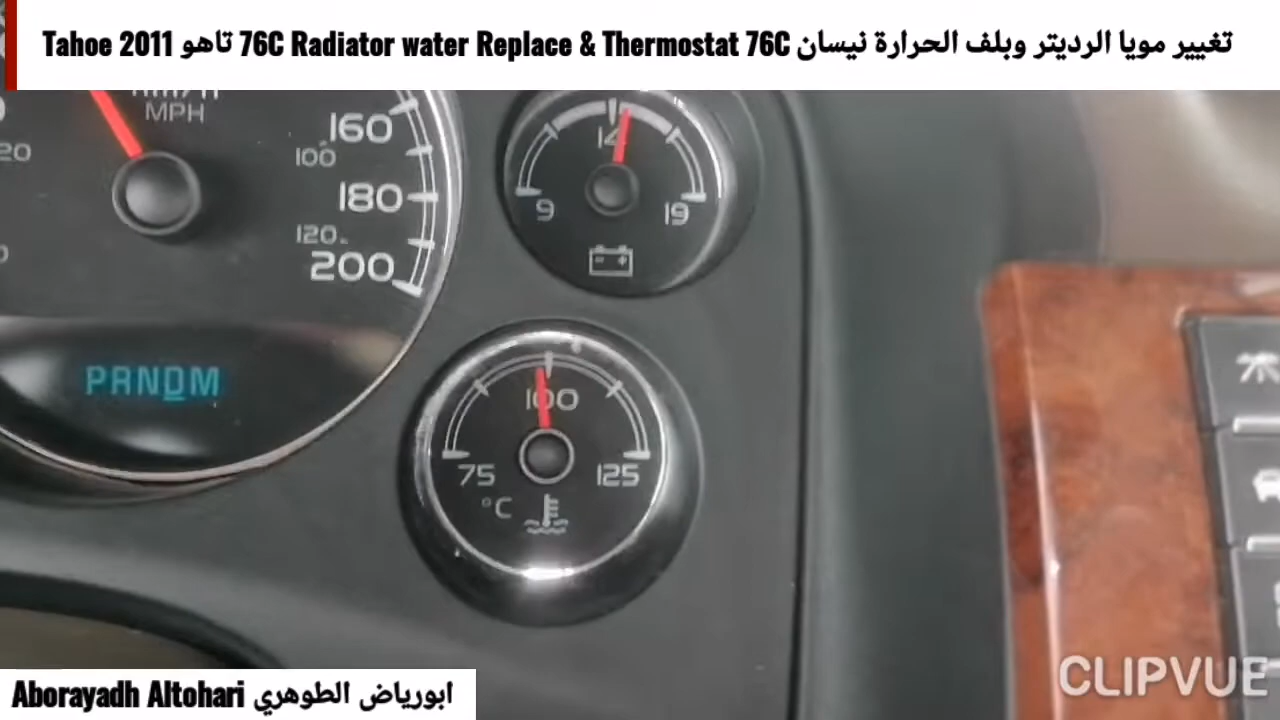 تغيير مويا الرديتر وبلف الحرارة نيسان 76C Radiator water Replace & Thermostat 76C تاهو Tahoe 2011
MPH
160
20
100
14
180
9
19
120
200
PRNDM
100
75
125
°C
ابورياض الطوهري Aborayadh Altohari
CLIPVUE